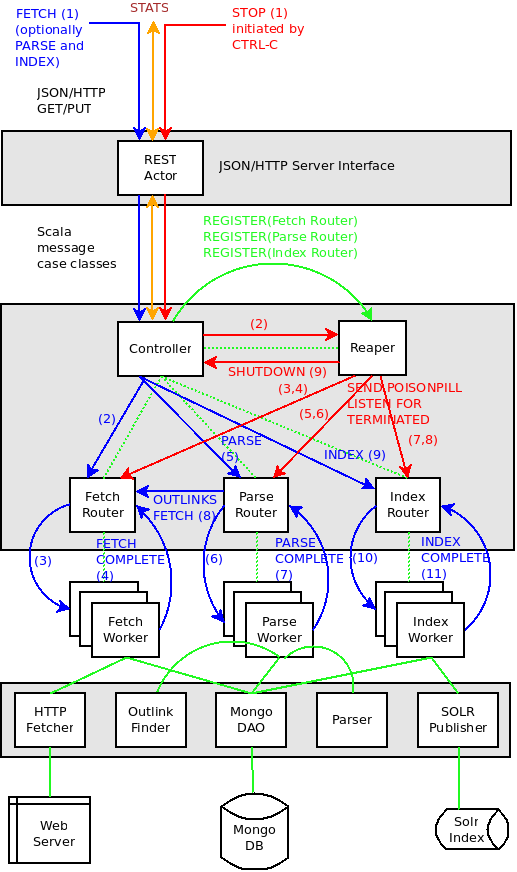 FETCH (1)
(optionally
PARSE and
INDEX)
STATS
STOP (1)
initiated by
CTRL-C
JSON/HTTP
GET/PUT
REST
Actor
JSON/HTTP Server Interface
Scala
message
case classes
REGISTER(Fetch Router)
REGISTER(Parse Router)
REGISTER(Index Router)
Controller
(2)
Reaper
SHUTDOWN (9)
(3,4)
SEND POISONPILL
LISTEN FOR
TERMINATED
(5,6)
(7,8)
(2)
PARSE
(5)
INDEX (9)
Fetch
Router
OUTLINKS
FETCH (8)
Parse
Router
Index
Router
(3)
FETCH
COMPLETE
(4)
(6)
PARSE
COMPLETE
(7)
(10)
INDEX
COMPLETE
(11)
Fetch
Worker
Parse
Worker
Index
Worker
HTTP
Fetcher
Outlink
Finder
Mongo
DAO
Parser
SOLR
Publisher
Web
Server
Mongo
DB
Solr
Index